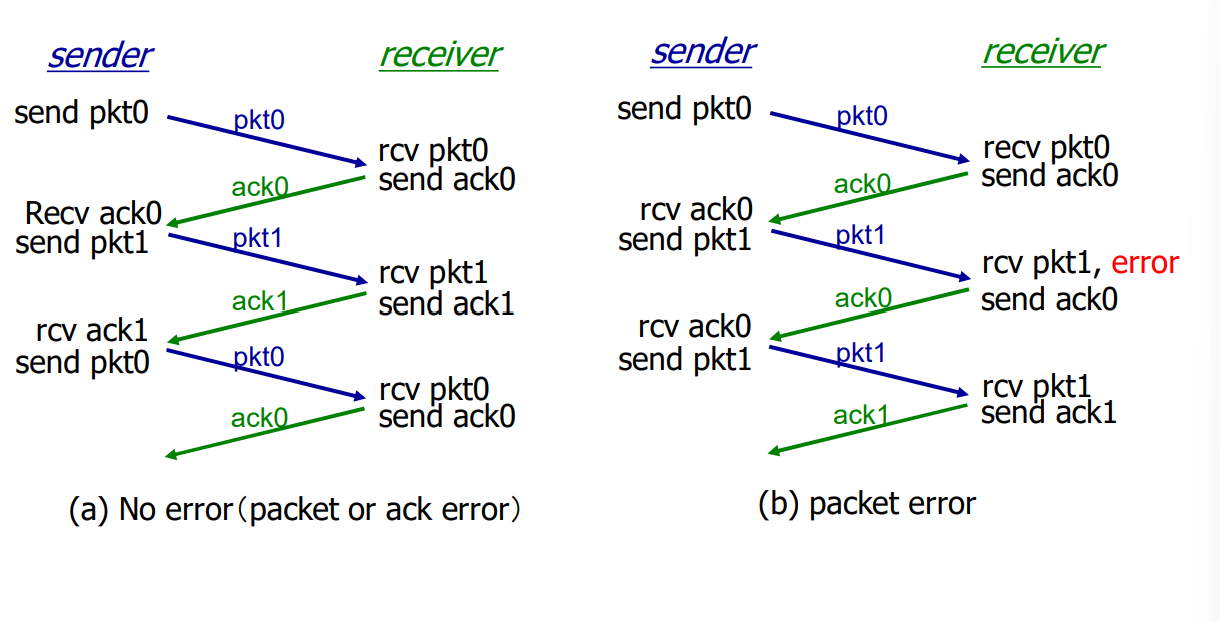 sender
receiver
send pkt0
pkt0
rcv pkt0
send ack0
ack0
Recv ack0
send pkt1
pkt1
rcv pkt1
send ack1
ack1
rcv ack1
send pkt0
pkt0
rcv pkt0
send ack0
ack0
(a) No error(packet or ack error)
sender
receiver
send pkt0
pkt0
recv pkt0
send ack0
ack0
rcv ack0
send pkt1
pkt1
rcv pkt1, error
send ack0
ack0
rcv ack0
send pkt1
pkt1
rcv pkt1
send ack1
ack1
(b) packet error